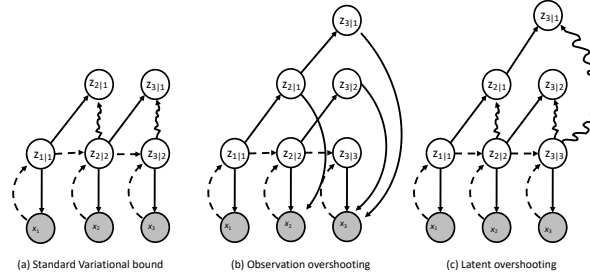 z2|1 z3|1
z1|1 z2|2 z3|2
x1 x2 x3
(a) Standard Variational bound
z3|1
z2|1 z3|2
z1|1 z2|2 z3|3
x1 x2 x3
(b) Observation overshooting
z3|1
z2|1 z3|2
z1|1 z2|2 z3|3
x1 x2 x3
(c) Latent overshooting